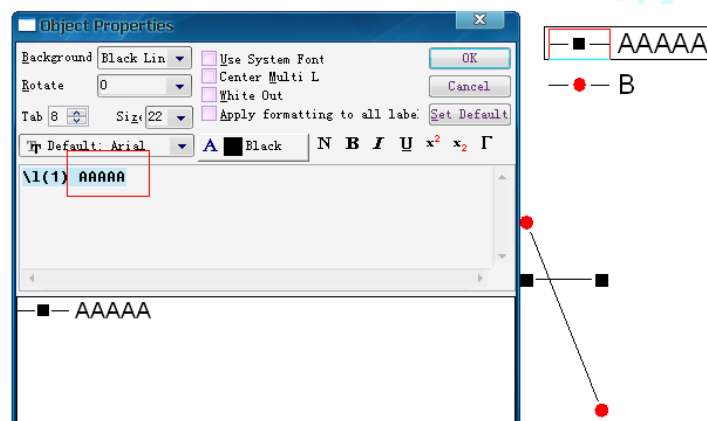 Object Properties
Background Black Lin Use System Font OK
Center Multi L
Rotate 0 White Out Cancel
Tab 8 Size 22 Apply formatting to all labe Set Default
Default: Arial A Black N B I U x² x₂ Γ
\l(1) AAAAA
AAAAA
AAAAA
B